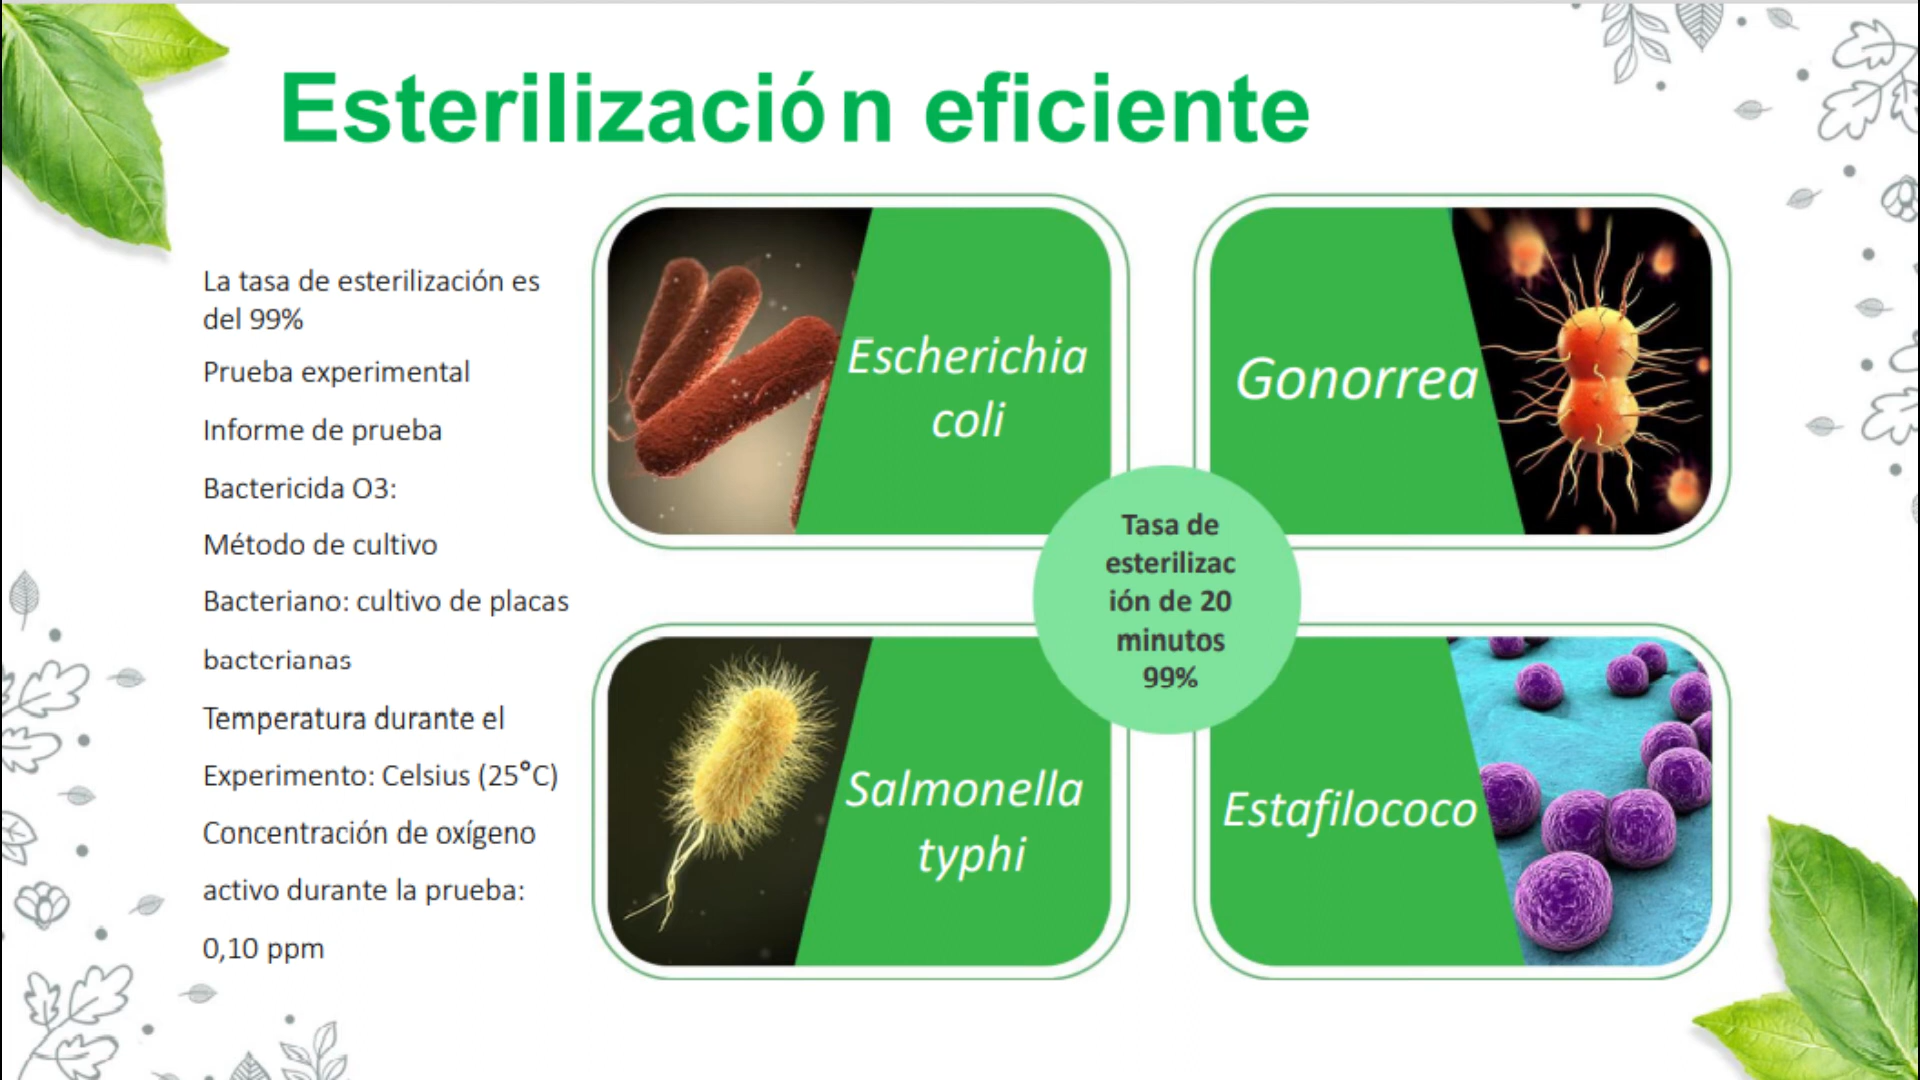 Esterilización eficiente
La tasa de esterilización es
del 99%
Prueba experimental
Informe de prueba
Bactericida O3:
Método de cultivo
Bacteriano: cultivo de placas
bacterianas
Temperatura durante el
Experimento: Celsius (25°C)
Concentración de oxígeno
activo durante la prueba:
0,10 ppm
Escherichia
coli
Gonorrea
Tasa de
esterilizac
ión de 20
minutos
99%
Salmonella
typhi
Estafilococo